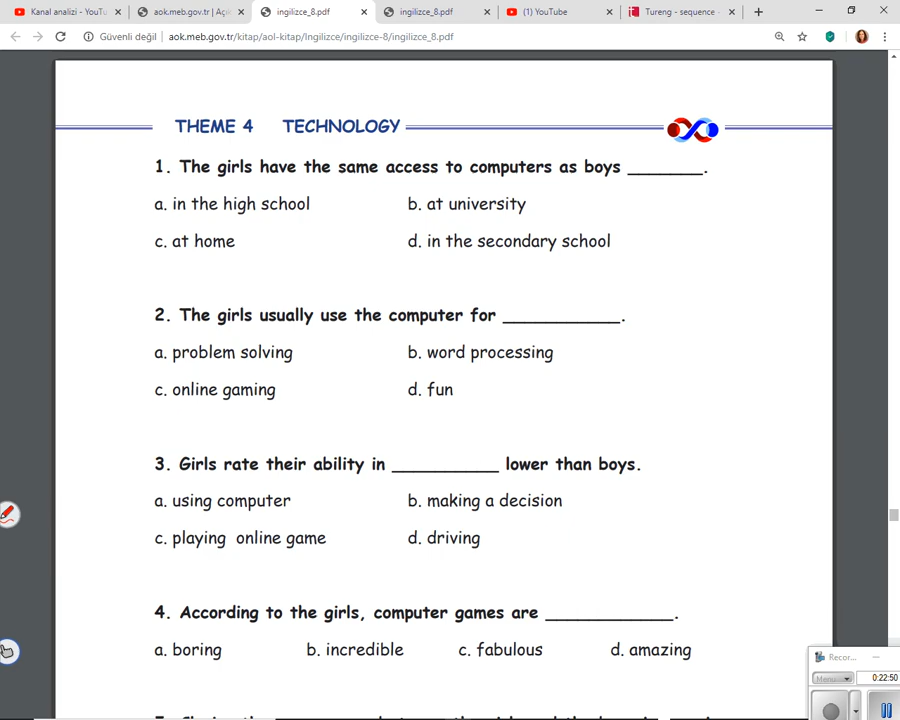 Kanal analizi - YouTu
aok.meb.gov.tr | Açık
ingilizce_8.pdf
ingilizce_8.pdf
(1) YouTube
Tureng - sequence -
Güvenli değil | aok.meb.gov.tr/kitap/aol-kitap/Ingilizce/ingilizce-8/ingilizce_8.pdf
THEME 4 TECHNOLOGY
1. The girls have the same access to computers as boys _______.
a. in the high school b. at university
c. at home d. in the secondary school
2. The girls usually use the computer for ___________.
a. problem solving b. word processing
c. online gaming d. fun
3. Girls rate their ability in __________ lower than boys.
a. using computer b. making a decision
c. playing online game d. driving
4. According to the girls, computer games are ____________.
a. boring b. incredible c. fabulous d. amazing
Recor...
Menu
0:22:50